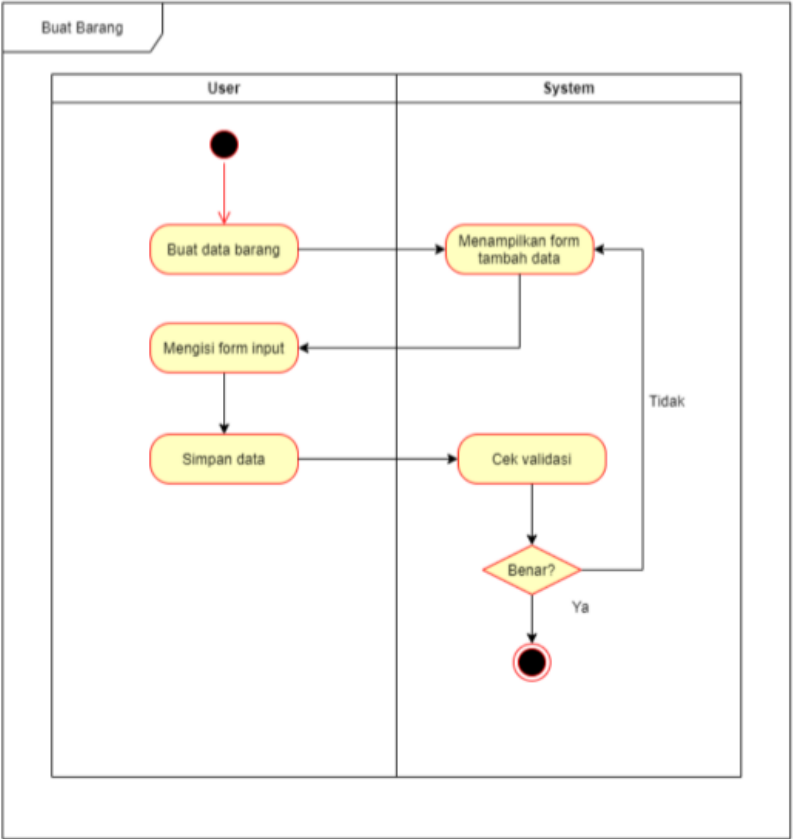 Buat Barang
User
System
Buat data barang
Menampilkan form
tambah data
Mengisi form input
Tidak
Simpan data
Cek validasi
Benar?
Ya